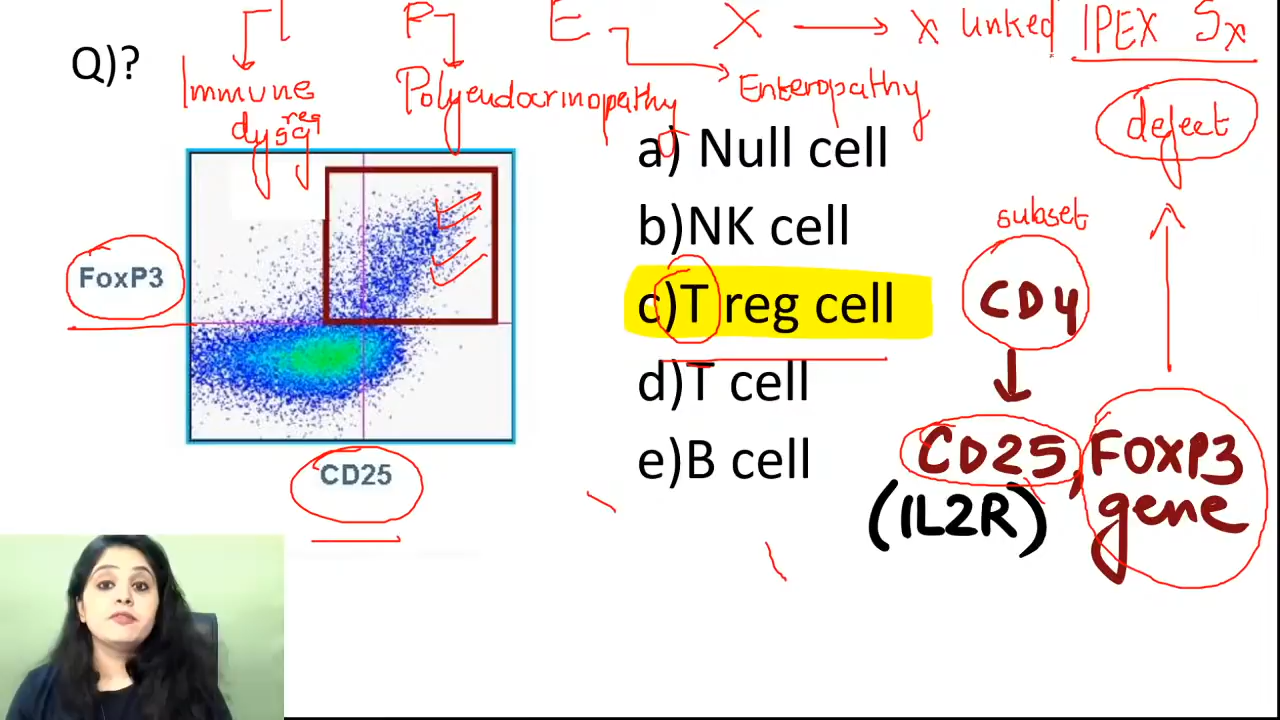 I P E X → x linked IPEX Sx
Q)?
Immune
dysreg
Polyendocrinopathy
Enteropathy
defect
a) Null cell
b)NK cell
c)T reg cell
d)T cell
e)B cell
FoxP3
CD25
subset
CD4
CD25, FOXP3
(IL2R) gene